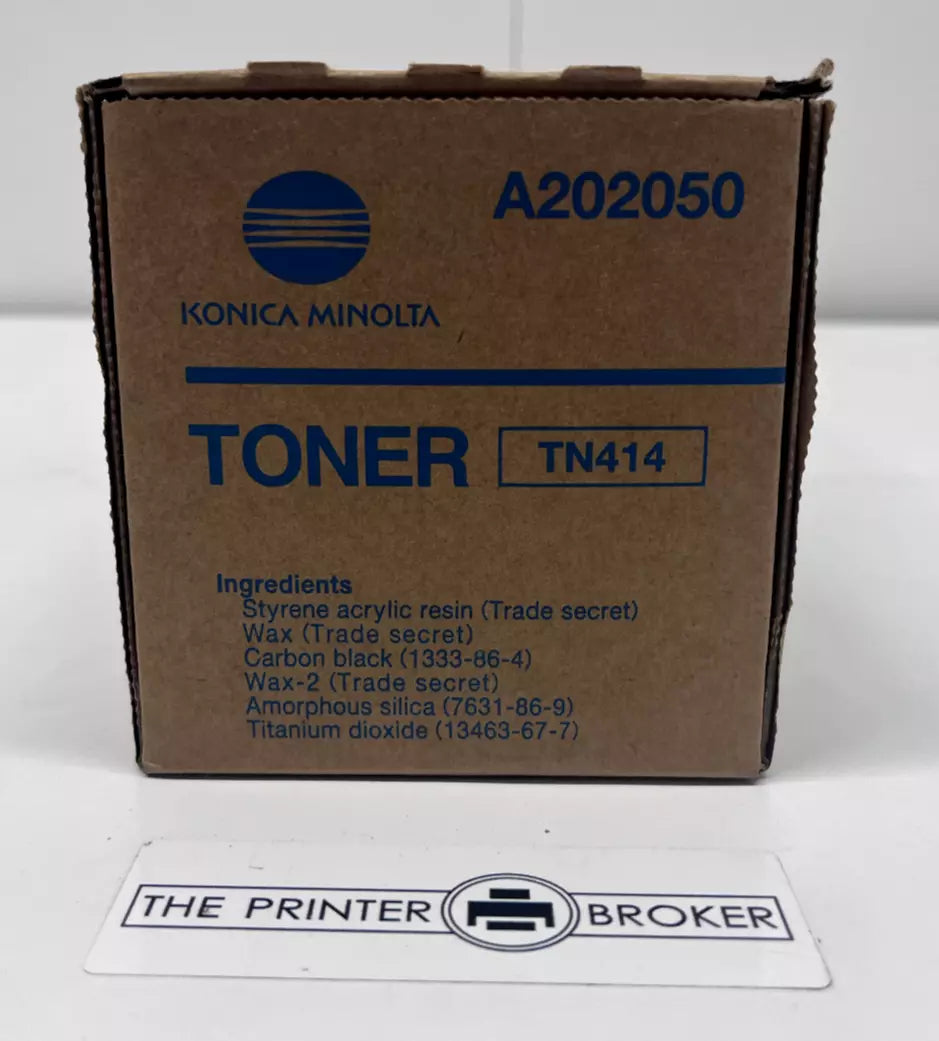 KONICA MINOLTA
A202050
TONER TN414
Ingredients
Styrene acrylic resin (Trade secret)
Wax (Trade secret)
Carbon black (1333-86-4)
Wax-2 (Trade secret)
Amorphous silica (7631-86-9)
Titanium dioxide (13463-67-7)
THE PRINTER BROKER